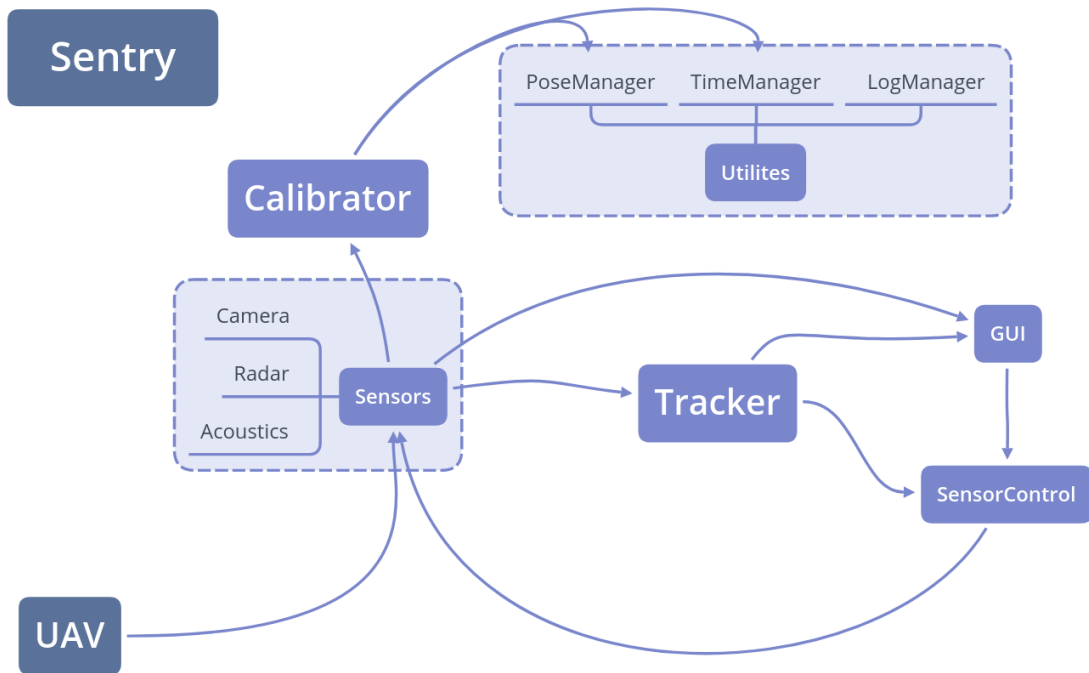 Sentry
PoseManager
TimeManager
LogManager
Utilites
Calibrator
Camera
Radar
Acoustics
Sensors
Tracker
GUI
SensorControl
UAV